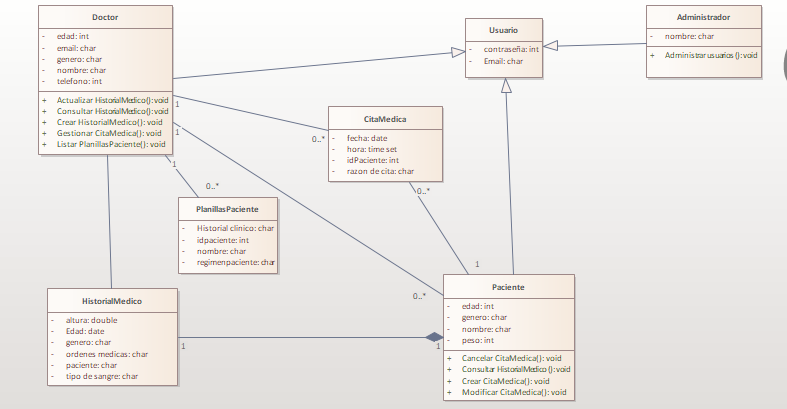 Doctor
- edad: int
- email: char
- genero: char
- nombre: char
- telefono: int
+ Actualizar HistorialMedico(): void
+ Consultar HistorialMedico(): void
+ Crear HistorialMedico(): void
+ Gestionar CitaMedica(): void
+ Listar PlanillasPaciente(): void
Usuario
- contraseña: int
- Email: char
Administrador
- nombre: char
+ Administrar usuarios (): void
1
0..*
CitaMedica
- fecha: date
- hora: time set
- idPaciente: int
- razon de cita: char
1
1
0..*
0..*
PlanillasPaciente
- Historial clinico: char
- idpaciente: int
- nombre: char
- regimenpaciente: char
1
0..*
Paciente
- edad: int
- genero: char
- nombre: char
- peso: int
+ Cancelar CitaMedica(): void
+ Consultar HistorialMedico (): void
+ Crear CitaMedica(): void
+ Modificar CitaMedica(): void
HistorialMedico
- altura: double
- Edad: date
- genero: char
- ordenes medicas: char
- paciente: char
- tipo de sangre: char
1
1